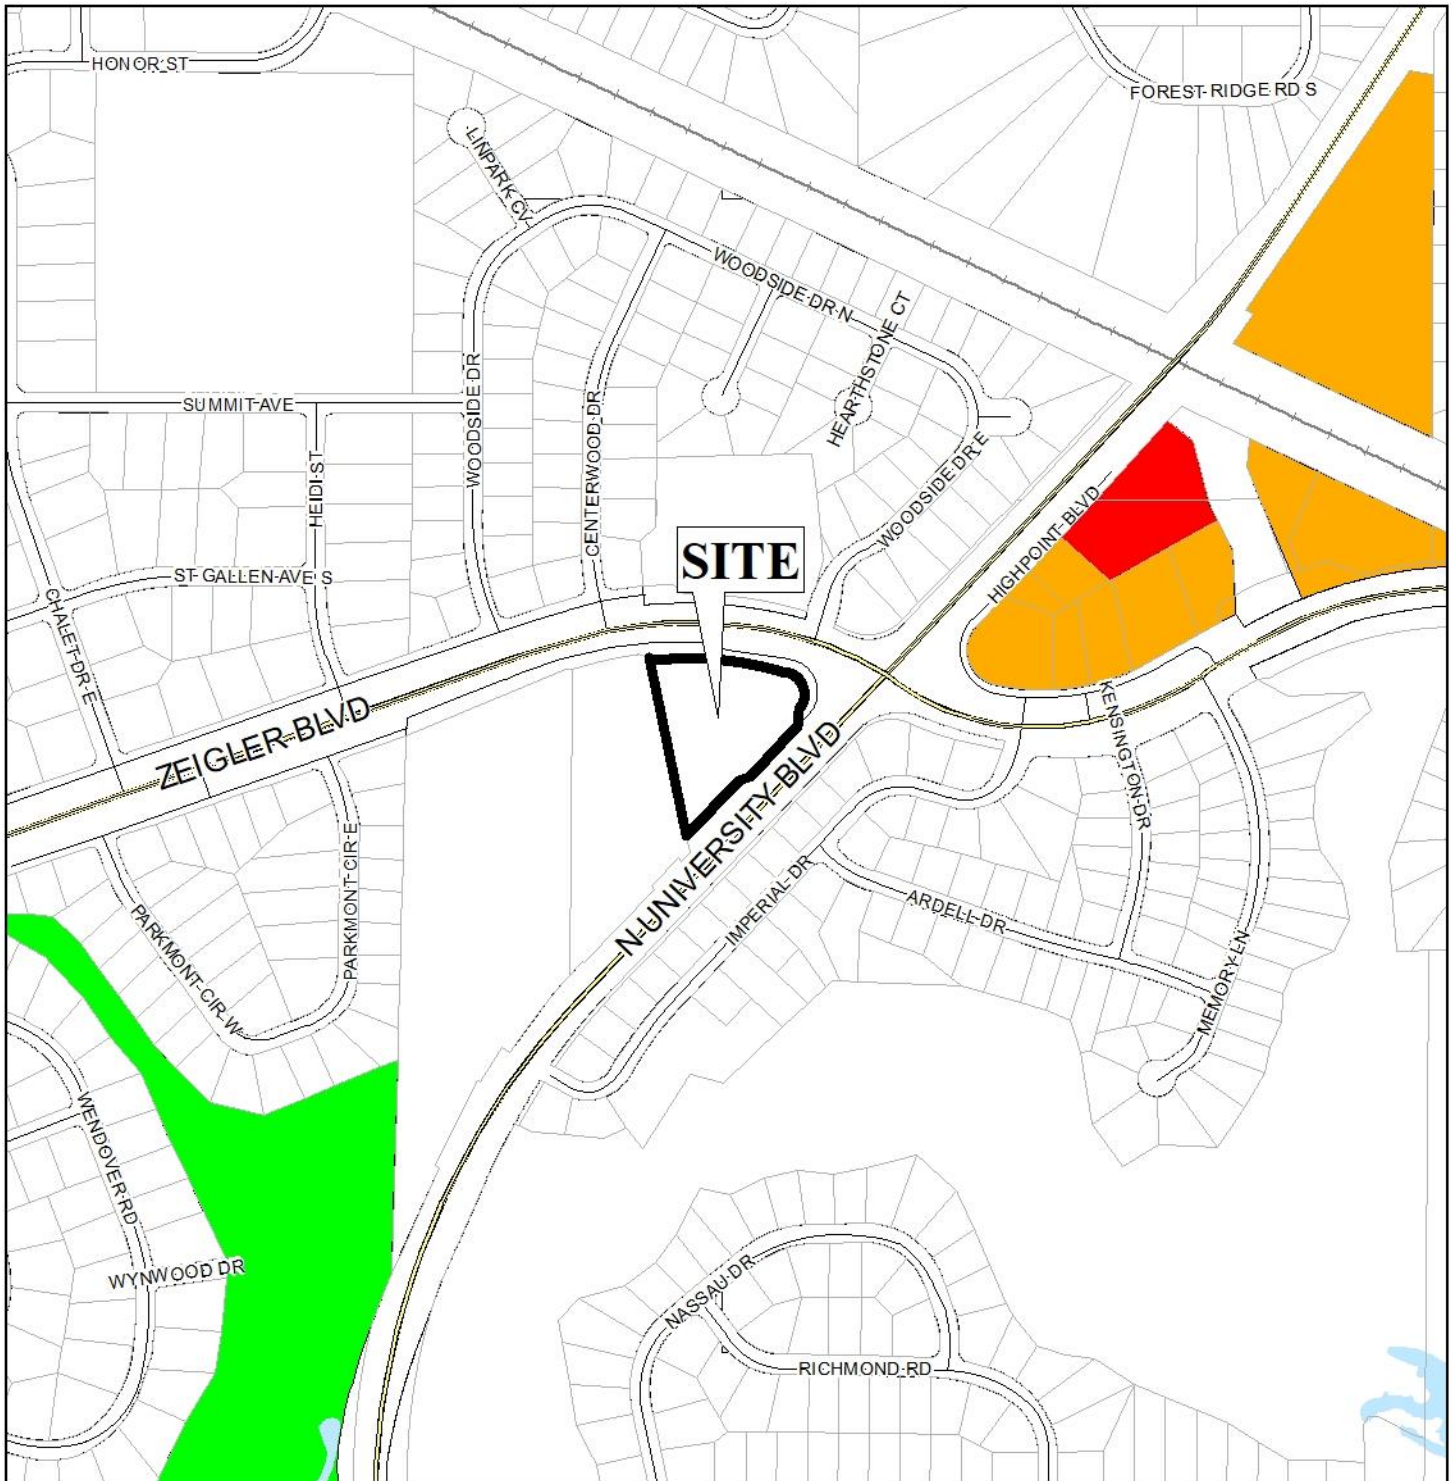 HONOR ST
FOREST RIDGE RD S
LINPARK CV
WOODSIDE DR N
HEARTHSTONE CT
WOODSIDE DR
SUMMIT AVE
CENTERWOOD DR
HEIDI ST
WOODSIDE DR E
HIGHPOINT BLVD
SITE
ST GALLEN AVE S
CHALET DR E
ZEIGLER BLVD
KENSINGTON DR
N UNIVERSITY BLVD
PARKMONT CIR E
IMPERIAL DR
ARDELL DR
PARKMONT CIR W
MEMORY LN
WENDOVER RD
WYNWOOD DR
NASSAU DR
RICHMOND RD